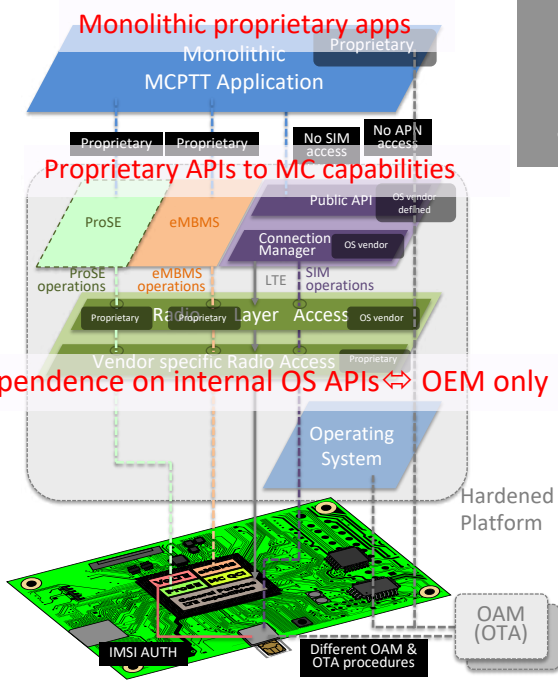 Monolithic proprietary apps
Proprietary
Monolithic
MCPTT Application
Proprietary
Proprietary
No SIM
access
No APN
access
Proprietary APIs to MC capabilities
ProSE
eMBMS
Public API
OS vendor
defined
Connection
Manager
OS vendor
ProSE
operations
eMBMS
operations
LTE
SIM
operations
Proprietary
Radio
Proprietary
Layer Access
OS vendor
Vendor specific Radio Access
Proprietary
pendence on internal OS APIs⇔ OEM only
Operating
System
Hardened
Platform
OAM
(OTA)
IMSI AUTH
Different OAM &
OTA procedures